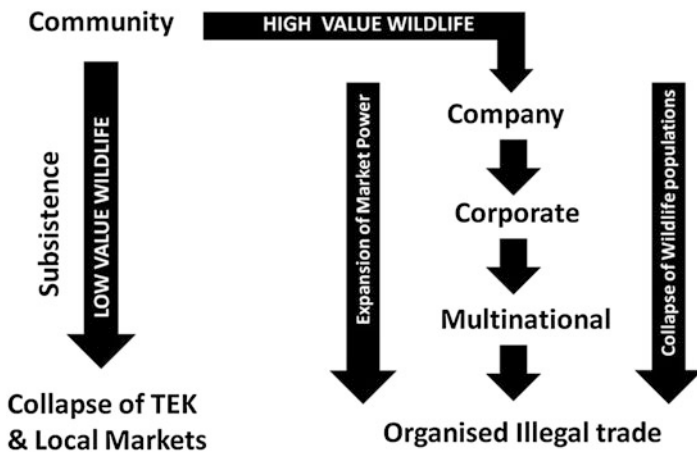 Community
HIGH VALUE WILDLIFE
Subsistence
LOW VALUE WILDLIFE
Expansion of Market Power
Company
Corporate
Multinational
Collapse of Wildlife populations
Collapse of TEK
& Local Markets
Organised Illegal trade